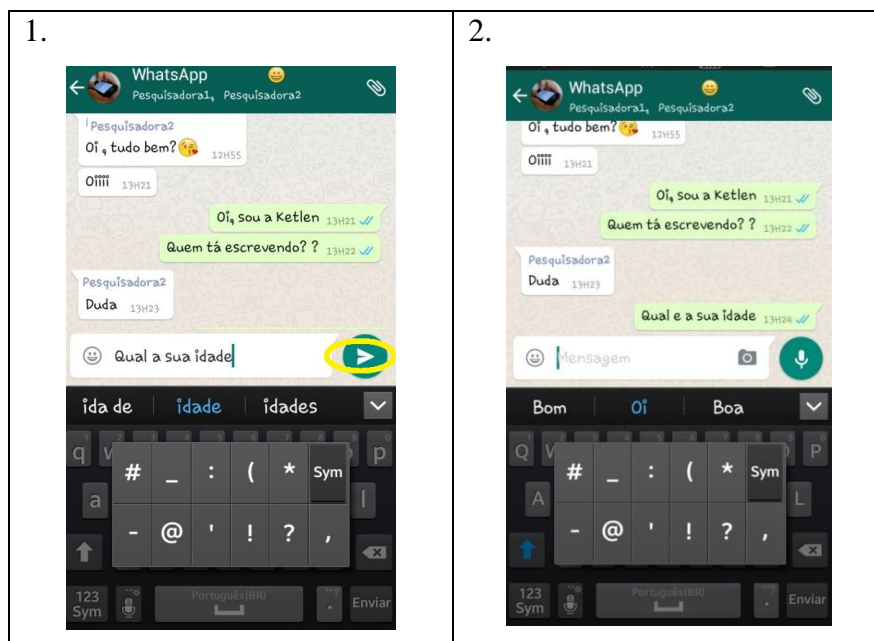 1.
WhatsApp 😀
Pesquisadora1, Pesquisadora2
Pesquisadora2
Oi, tudo bem?😘 12H55
Oiiii 13H21
Oi, sou a Ketlen 13H21
Quem tá escrevendo? ? 13H22
Pesquisadora2
Duda 13H23
Qual a sua idade
ida de idade idades
q p
# _ : ( * Sym
a l
- @ ' ! ? ,
123
Sym Português(BR) . Enviar
2.
WhatsApp 😀
Pesquisadora1, Pesquisadora2
Oi, tudo bem?😘 12H55
Oiiii 13H21
Oi, sou a Ketlen 13H21
Quem tá escrevendo? ? 13H22
Pesquisadora2
Duda 13H23
Qual e a sua idade 13H24
Mensagem
Bom Oi Boa
Q P
# _ : ( * Sym
A L
- @ ' ! ? ,
123
Sym Português(BR) . Enviar